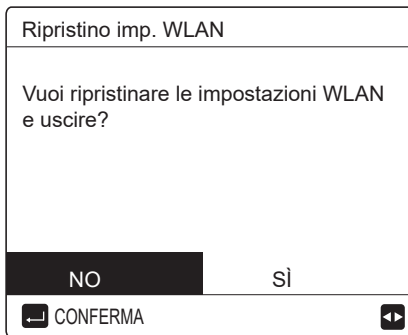 Ripristino imp. WLAN
Vuoi ripristinare le impostazioni WLAN
e uscire?
NO SÌ
CONFERMA